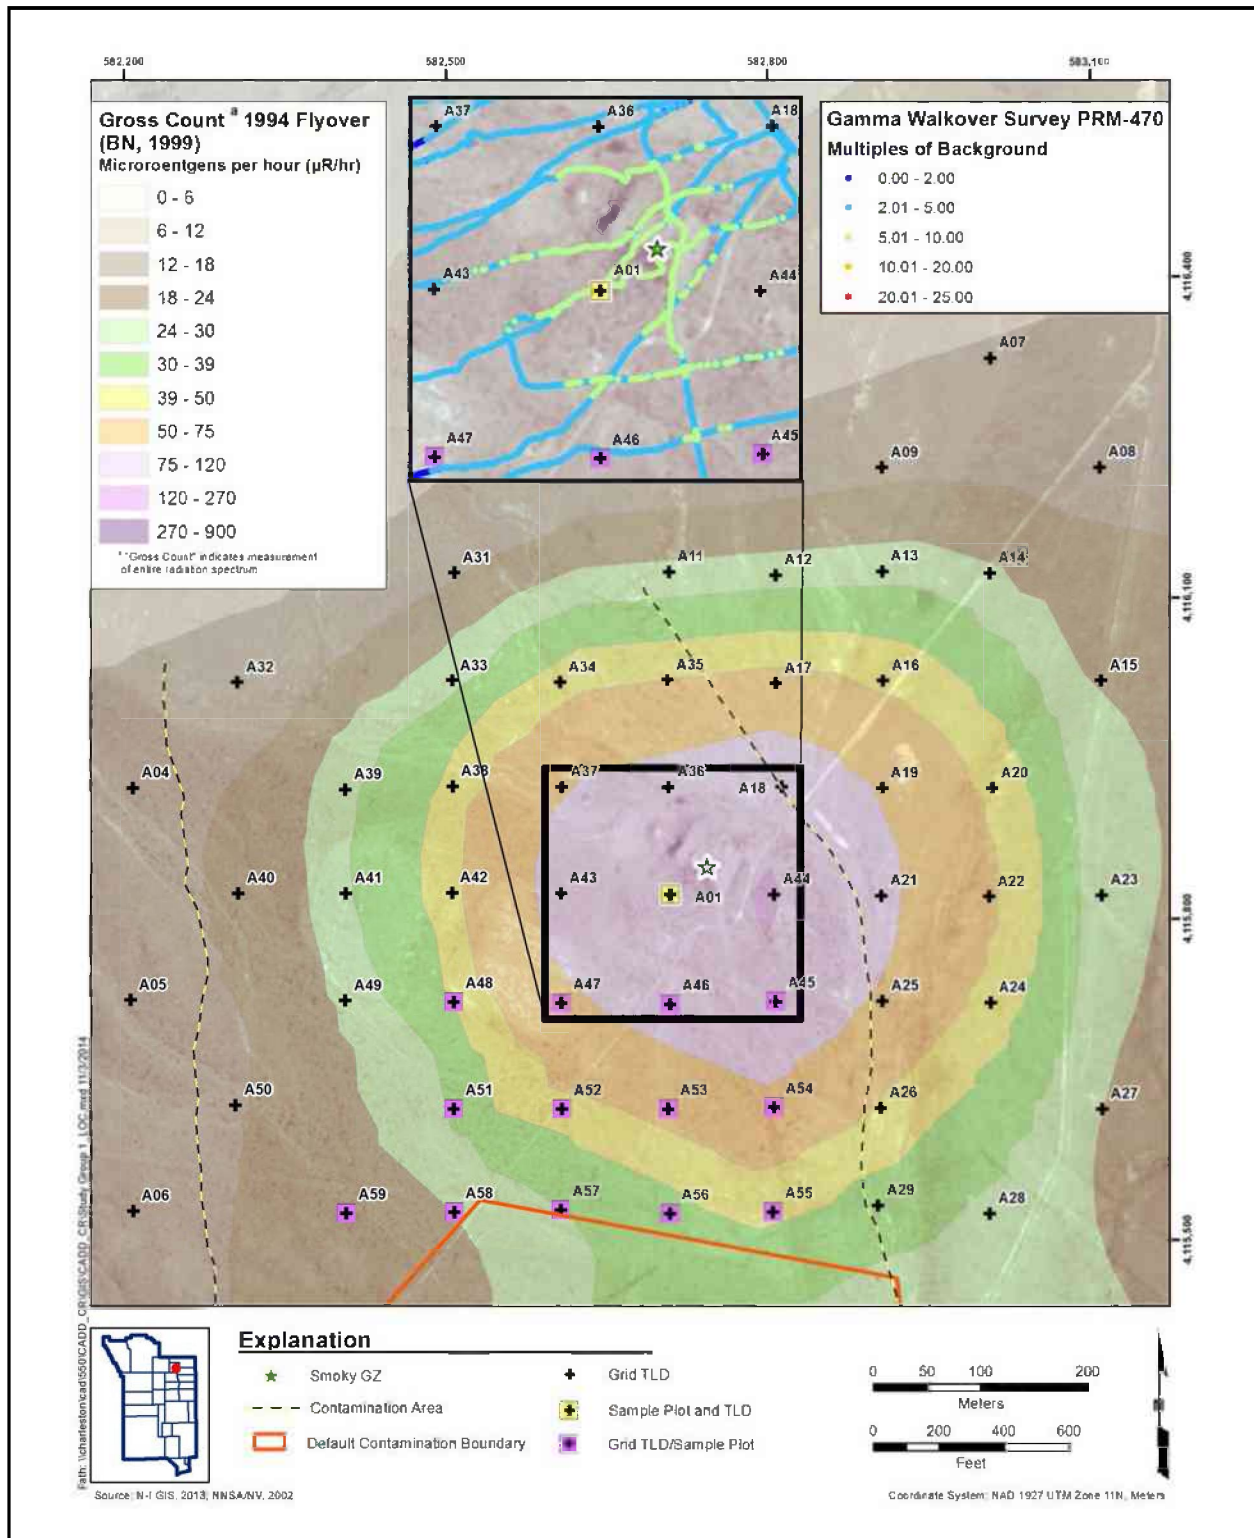 582,200
582,500
582,800
583,100
Gross Count a 1994 Flyover
(BN, 1999)
Microroentgens per hour (µR/hr)
0 - 6
6 - 12
12 - 18
18 - 24
24 - 30
30 - 39
39 - 50
50 - 75
75 - 120
120 - 270
270 - 900
a "Gross Count" indicates measurement
of entire radiation spectrum
A37
A36
A18
A43
A01
A44
A47
A46
A45
Gamma Walkover Survey PRM-470
Multiples of Background
0.00 - 2.00
2.01 - 5.00
5.01 - 10.00
10.01 - 20.00
20.01 - 25.00
4,116,400
4,116,100
4,115,800
4,115,500
A07
A09
A08
A31
A11
A12
A13
A14
A32
A33
A34
A35
A17
A16
A15
A04
A39
A38
A37
A36
A18
A19
A20
A40
A41
A42
A43
A01
A44
A21
A22
A23
A05
A49
A48
A47
A46
A45
A25
A24
A50
A51
A52
A53
A54
A26
A27
A06
A59
A58
A57
A56
A55
A29
A28
Explanation
Smoky GZ
Contamination Area
Default Contamination Boundary
Grid TLD
Sample Plot and TLD
Grid TLD/Sample Plot
0 50 100 200
Meters
0 200 400 600
Feet
Source: N-I GIS, 2013; NNSA/NV, 2002
Coordinate System: NAD 1927 UTM Zone 11N, Meters